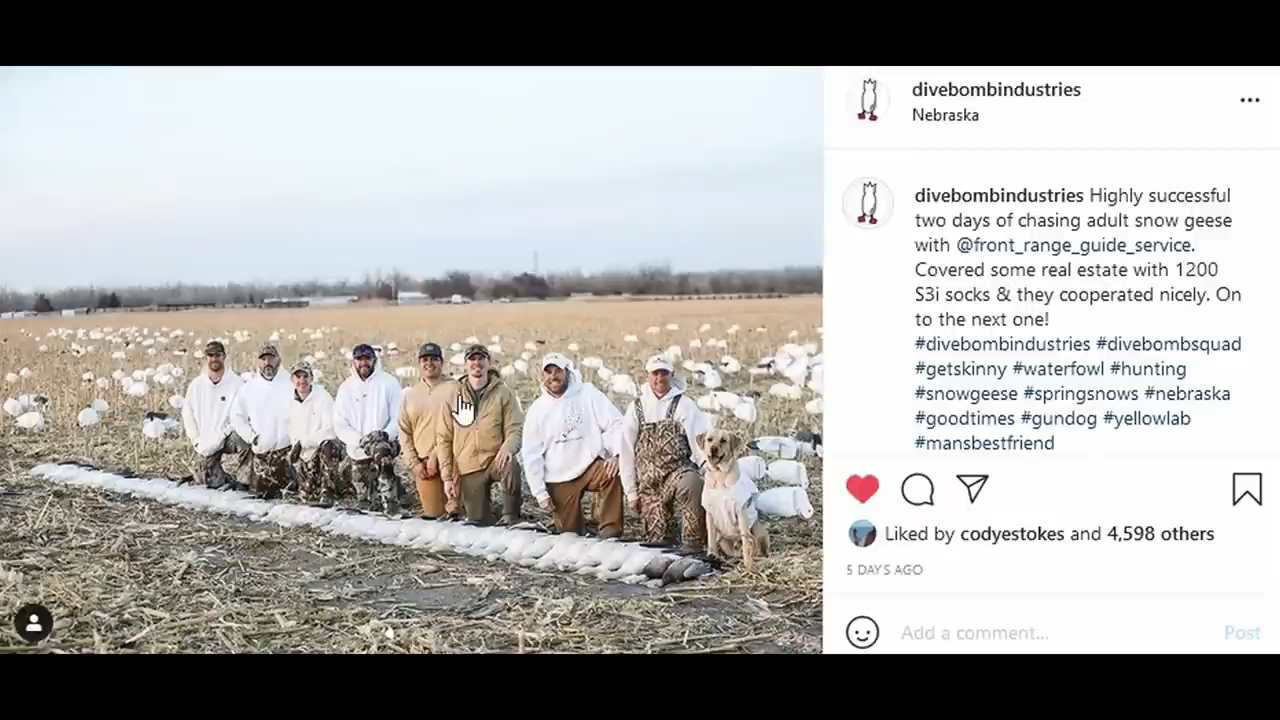 divebombindustries
Nebraska
divebombindustries Highly successful
two days of chasing adult snow geese
with @front_range_guide_service.
Covered some real estate with 1200
S3i socks & they cooperated nicely. On
to the next one!
#divebombindustries #divebombsquad
#getskinny #waterfowl #hunting
#snowgeese #springsnows #nebraska
#goodtimes #gundog #yellowlab
#mansbestfriend
Liked by codyestokes and 4,598 others
5 DAYS AGO
Add a comment... Post